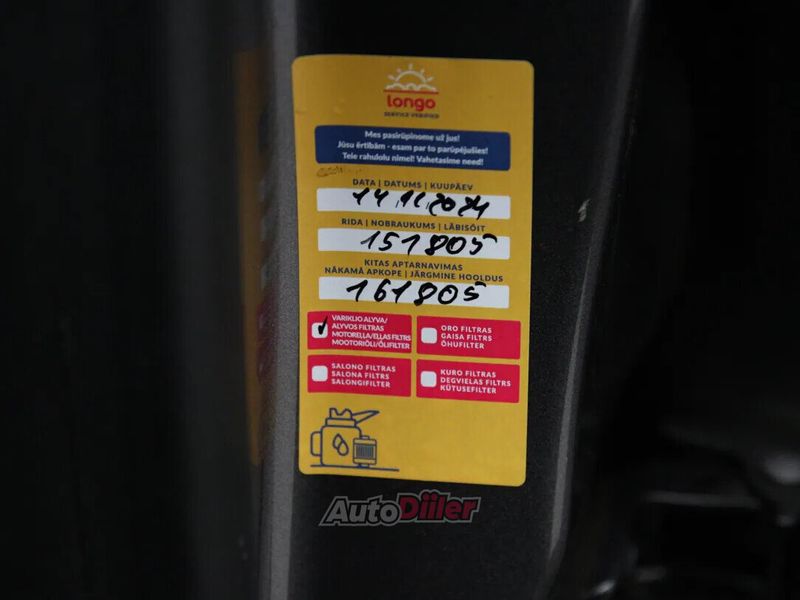 longo
SERVICE VERIFIED
Mes pasirūpinome už jus!
Jūsu ērtībām - esam par to parūpējušies!
Teie rahulolu nimel! Vahetasime need!
DATA | DATUMS | KUUPÄEV
14.11.2024
RIDA | NOBRAUKUMS | LÄBISÕIT
151805
KITAS APTARNAVIMAS
NĀKAMĀ APKOPE | JÄRGMINE HOOLDUS
161805
VARIKLIO ALYVA/
ALYVOS FILTRAS
MOTORELLA/ELLAS FILTRS
MOOTORIÕLI/ÕLIFILTER
ORO FILTRAS
GAISA FILTRS
ÕHUFILTER
SALONO FILTRAS
SALONA FILTRS
SALONGIFILTER
KURO FILTRAS
DEGVIELAS FILTRS
KÜTUSEFILTER
AutoDiiler